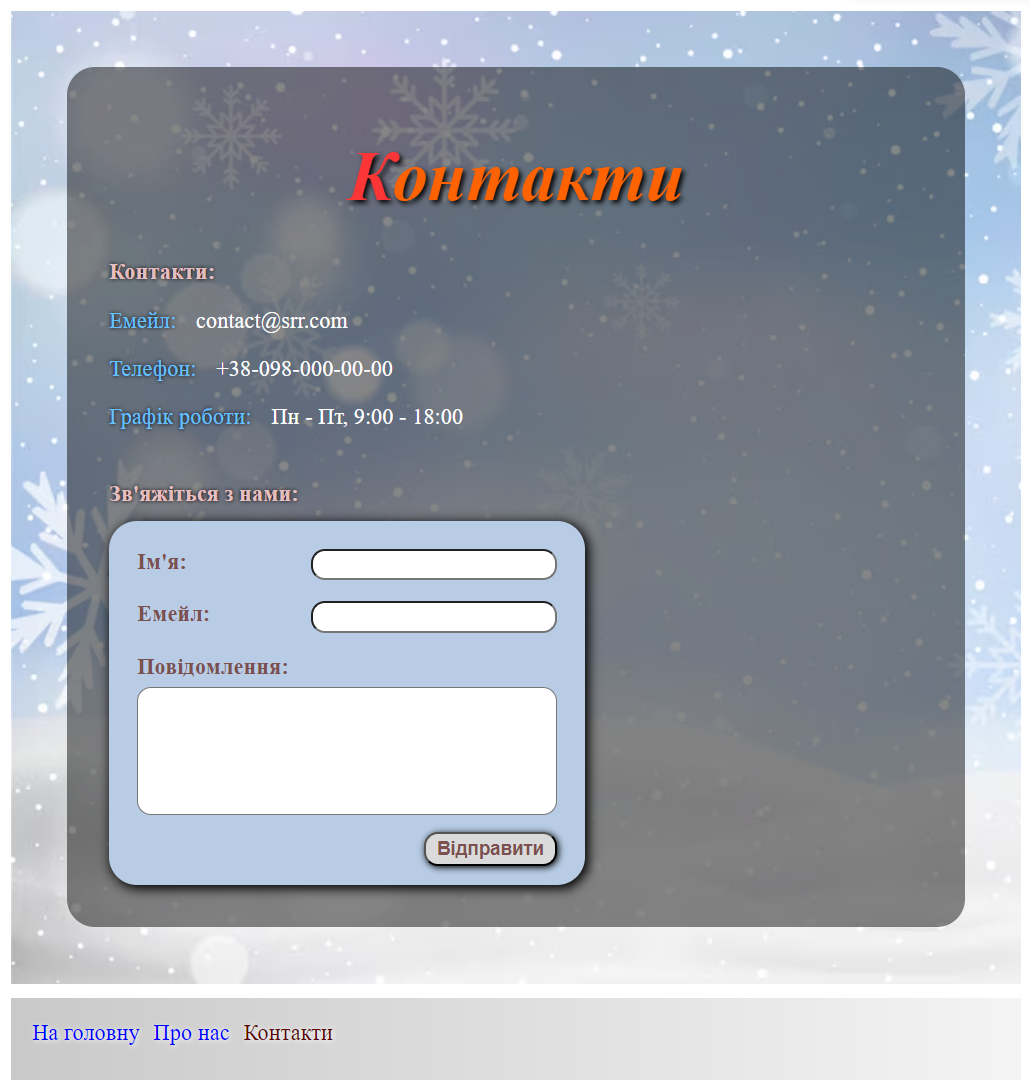 Контакти
Контакти:
Емейл: contact@srr.com
Телефон: +38-098-000-00-00
Графік роботи: Пн - Пт, 9:00 - 18:00
Зв'яжіться з нами:
Ім'я:
Емейл:
Повідомлення:
Відправити
На головну Про нас Контакти